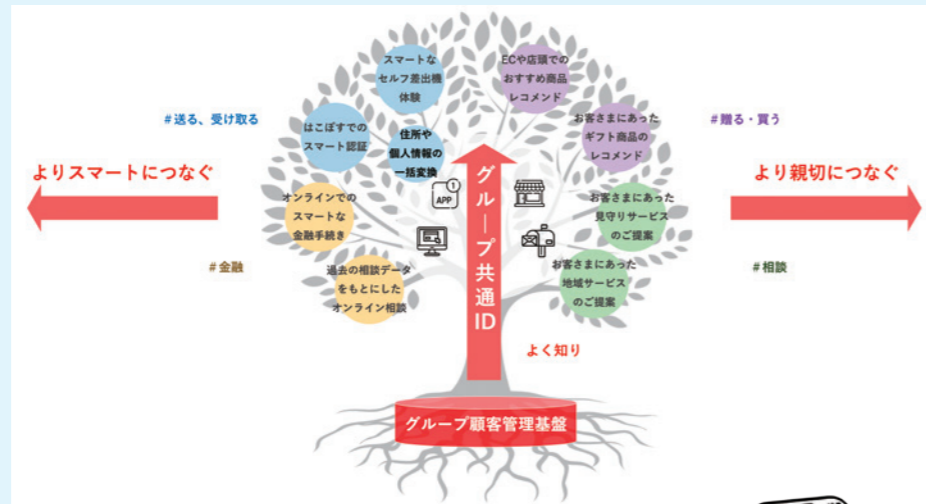 スマートな
セルフ差出機
体験
ECや店頭での
おすすめ商品
レコメンド
#送る、受け取る
はこぽすでの
スマート認証
住所や
個人情報の
一括変換
お客さまにあった
ギフト商品の
レコメンド
#贈る・買う
よりスマートにつなぐ
より親切につなぐ
オンラインでの
スマートな
金融手続き
APP
1
グループ共通ID
お客さまにあった
見守りサービス
のご提案
#金融
過去の相談データ
をもとにした
オンライン相談
お客さまにあった
地域サービス
のご提案
#相談
よく知り
グループ顧客管理基盤